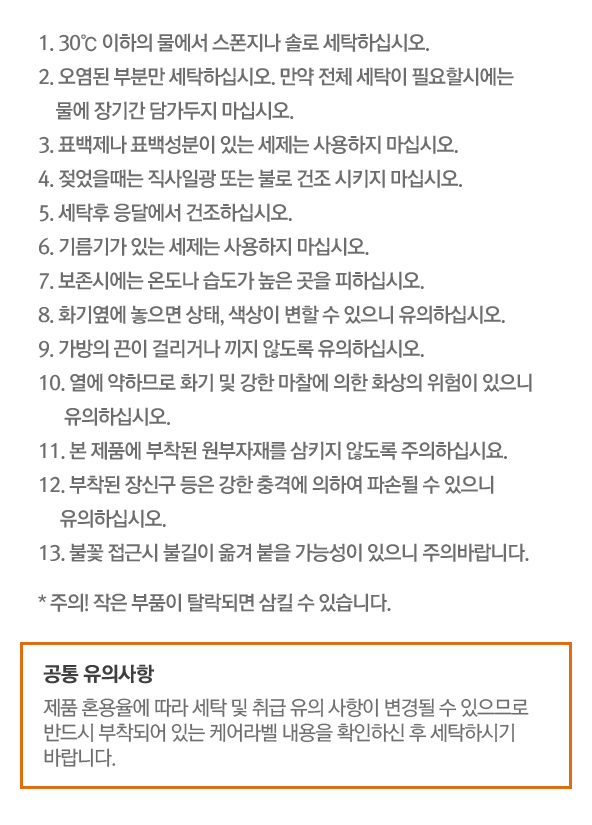 1. 30℃ 이하의 물에서 스폰지나 솔로 세탁하십시오.
2. 오염된 부분만 세탁하십시오. 만약 전체 세탁이 필요할시에는
물에 장기간 담가두지 마십시오.
3. 표백제나 표백성분이 있는 세제는 사용하지 마십시오.
4. 젖었을때는 직사일광 또는 불로 건조 시키지 마십시오.
5. 세탁후 응달에서 건조하십시오.
6. 기름기가 있는 세제는 사용하지 마십시오.
7. 보존시에는 온도나 습도가 높은 곳을 피하십시오.
8. 화기옆에 놓으면 상태, 색상이 변할 수 있으니 유의하십시오.
9. 가방의 끈이 걸리거나 끼지 않도록 유의하십시오.
10. 열에 약하므로 화기 및 강한 마찰에 의한 화상의 위험이 있으니
유의하십시오.
11. 본 제품에 부착된 원부자재를 삼키지 않도록 주의하십시요.
12. 부착된 장신구 등은 강한 충격에 의하여 파손될 수 있으니
유의하십시오.
13. 불꽃 접근시 불길이 옮겨 붙을 가능성이 있으니 주의바랍니다.
* 주의! 작은 부품이 탈락되면 삼킬 수 있습니다.
공통 유의사항
제품 혼용율에 따라 세탁 및 취급 유의 사항이 변경될 수 있으므로
반드시 부착되어 있는 케어라벨 내용을 확인하신 후 세탁하시기
바랍니다.